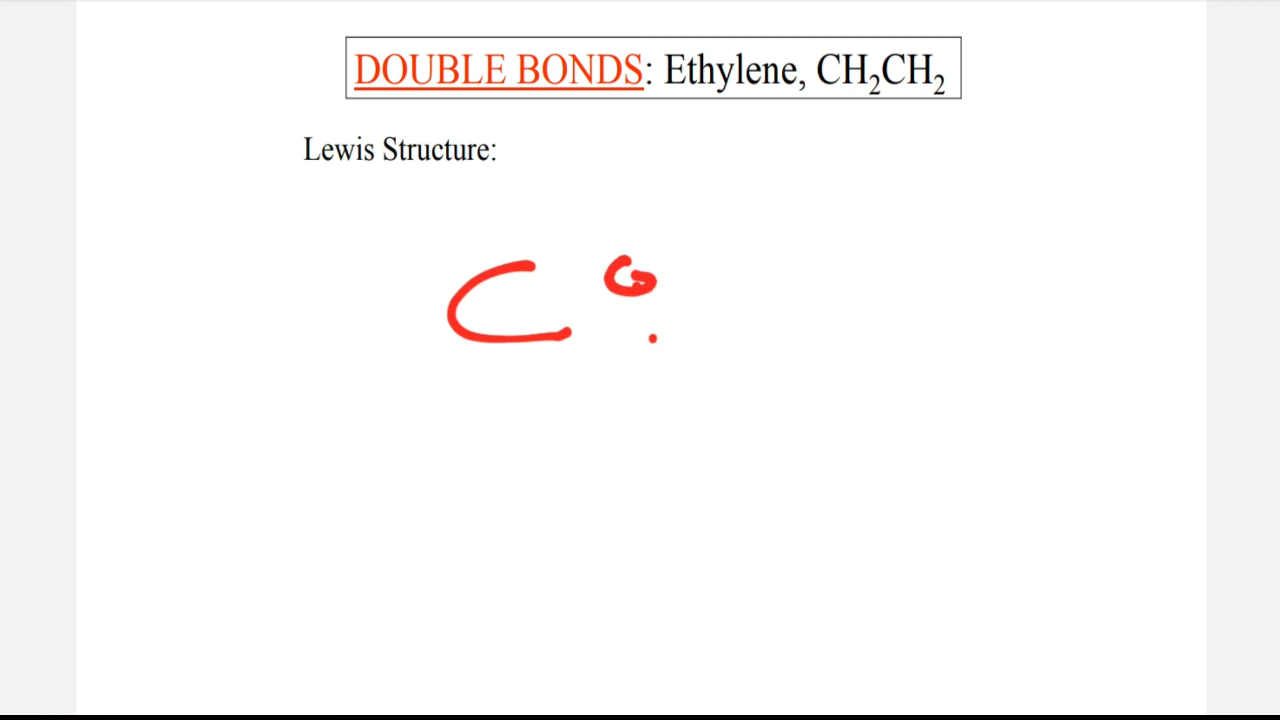 DOUBLE BONDS: Ethylene, CH₂CH₂
Lewis Structure:
C